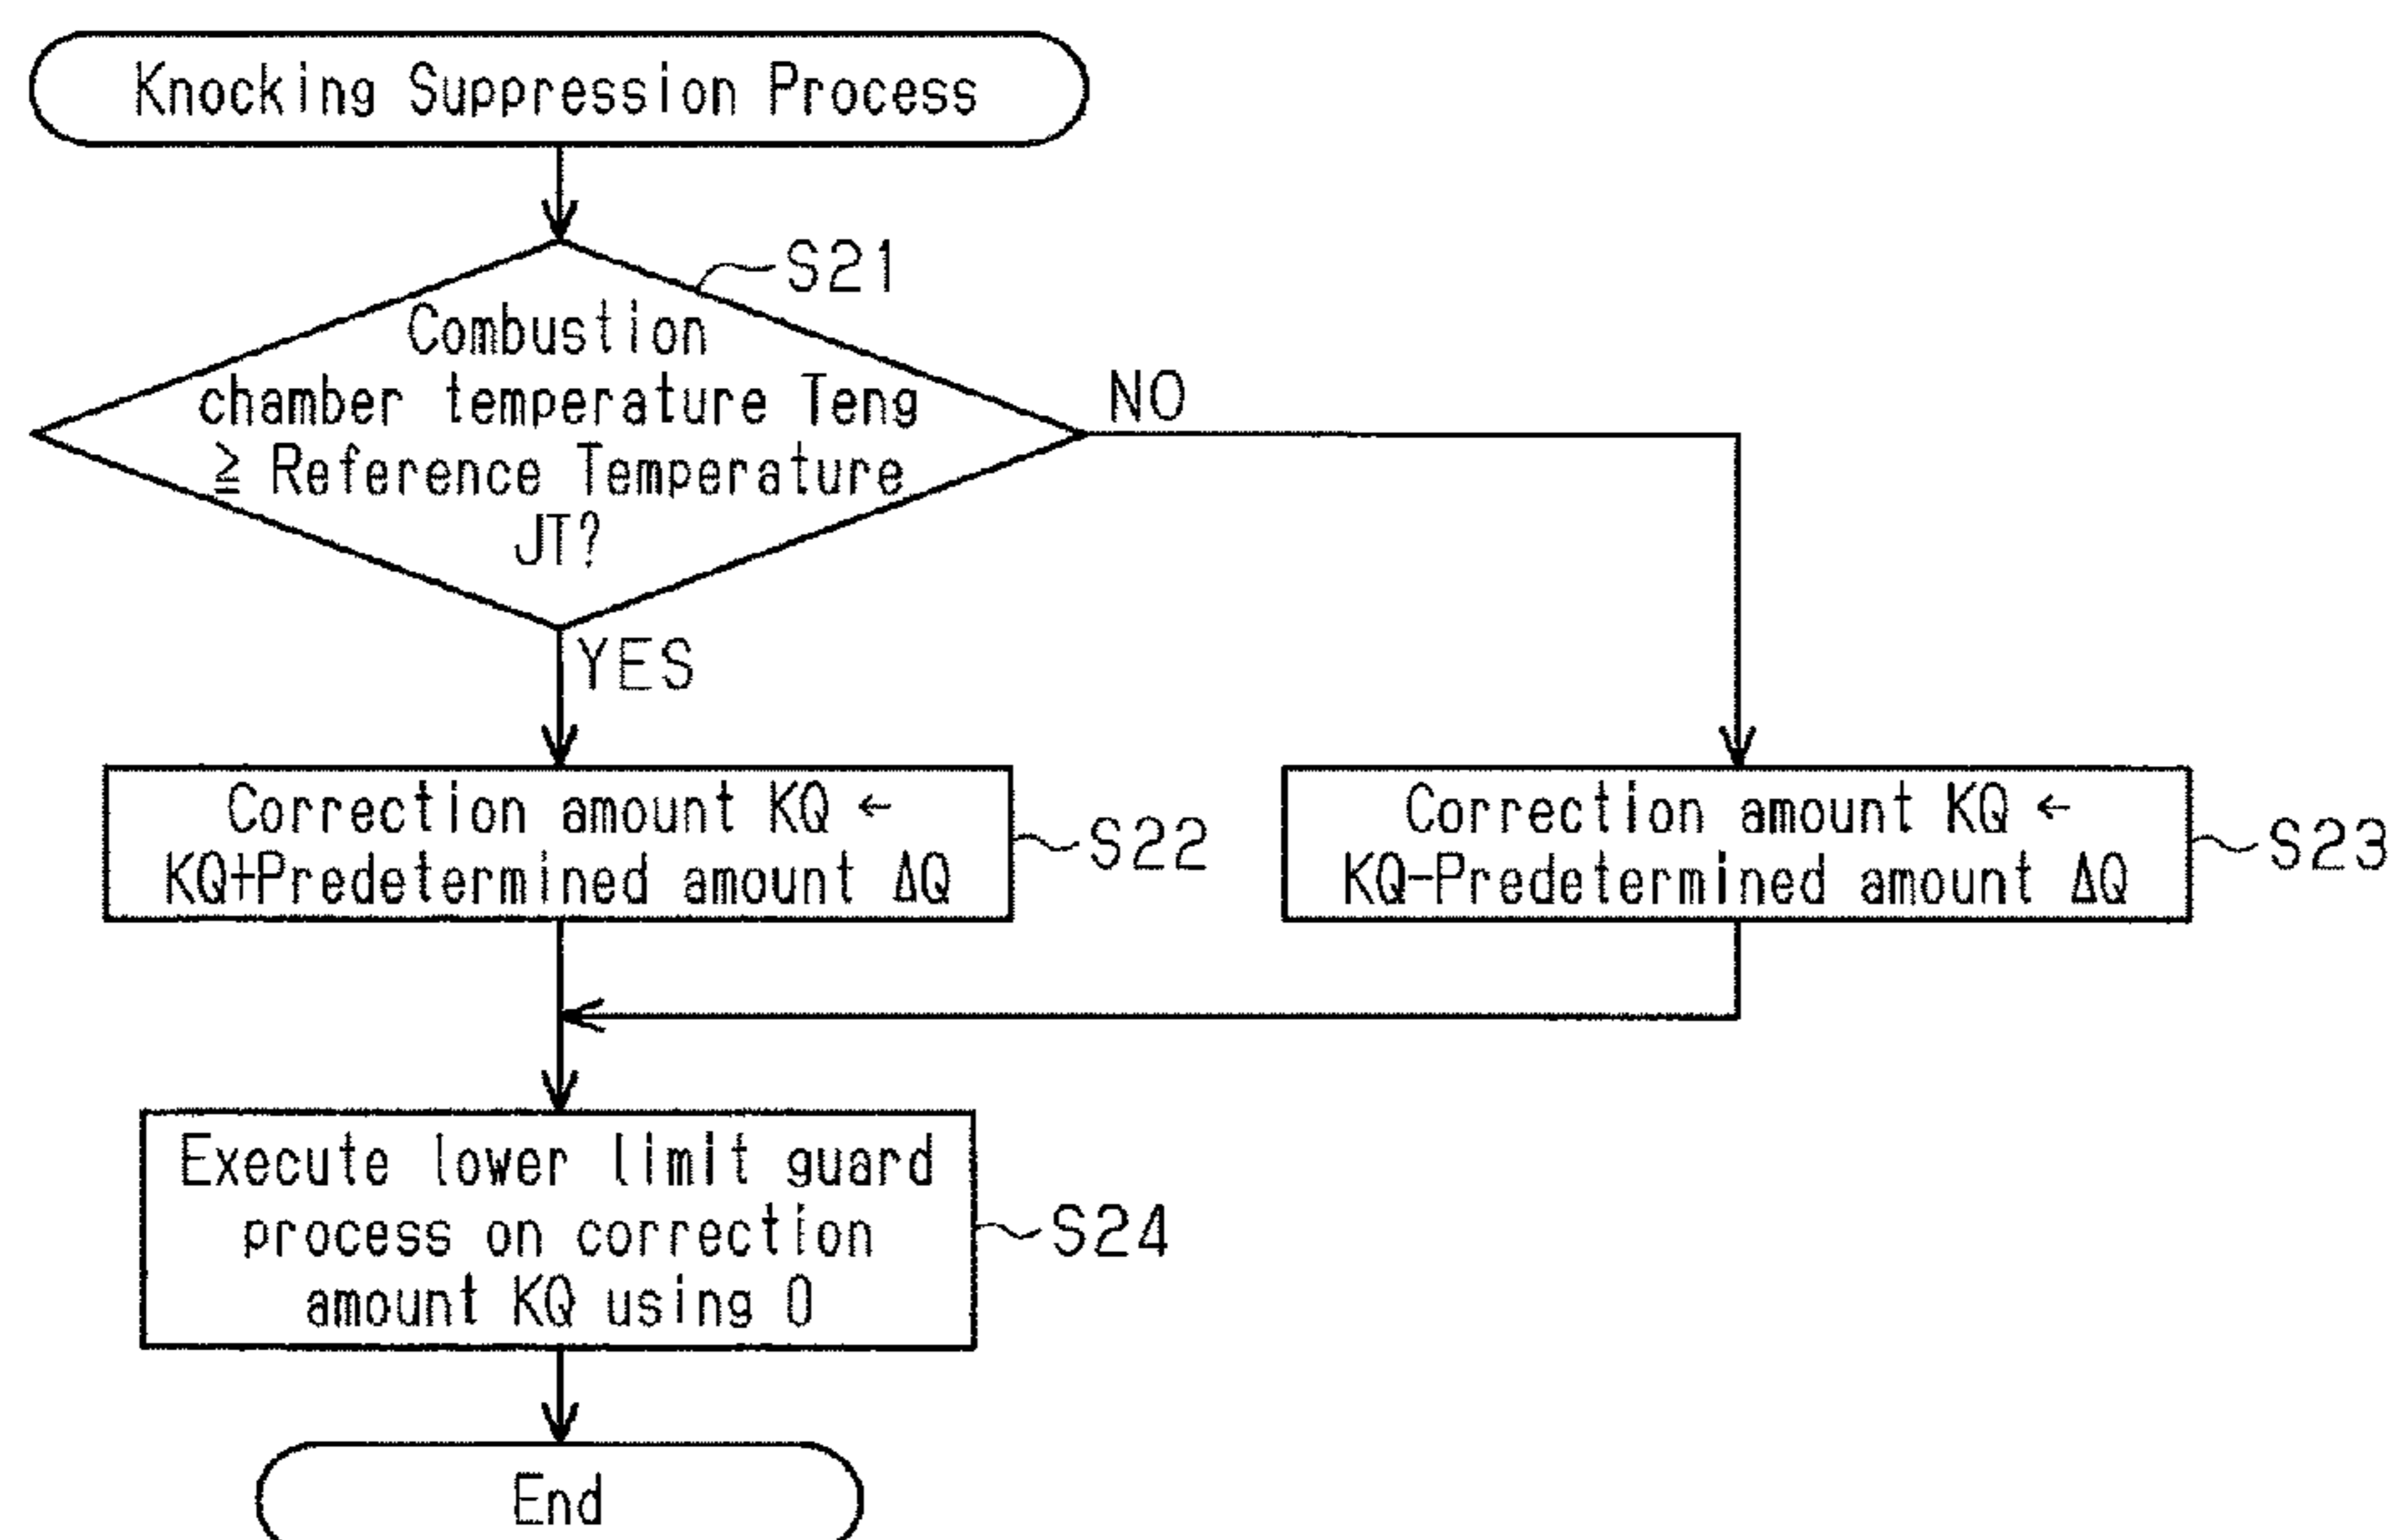 Knocking Suppression Process
S21
Combustion
chamber temperature Teng
≧ Reference Temperature
JT?
NO
YES
Correction amount KQ ←
KQ+Predetermined amount ΔQ
S22
Correction amount KQ ←
KQ-Predetermined amount ΔQ
S23
Execute lower limit guard
process on correction
amount KQ using 0
S24
End